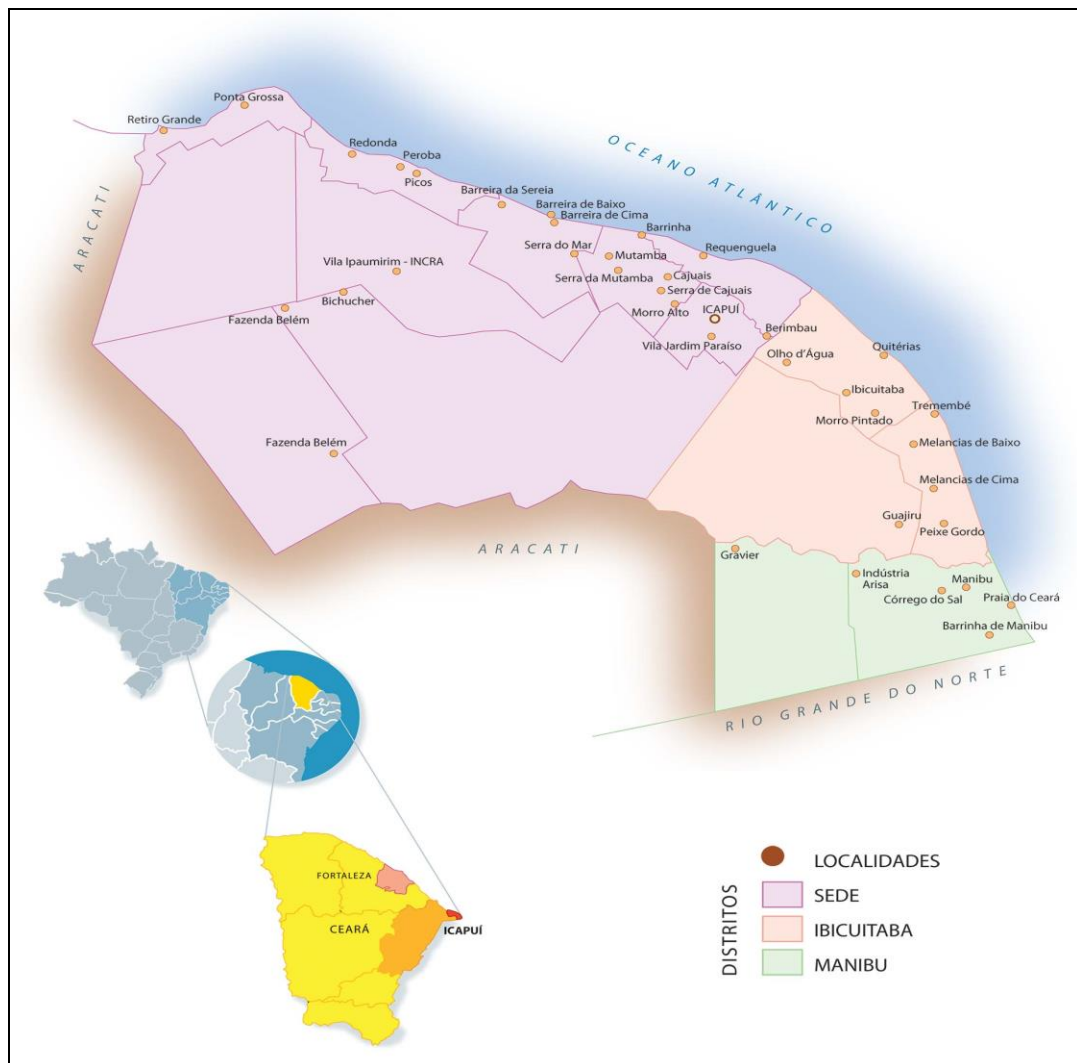 Ponta Grossa
Retiro Grande
OCEANO ATLÂNTICO
Redonda
Peroba
Picos
Barreira da Sereia
Barreira de Baixo
Barreira de Cima
Barrinha
ARACATI
Serra do Mar
Mutamba
Requenguela
Vila Ipaumirim - INCRA
Serra da Mutamba
Cajuais
Bichucher
Serra de Cajuais
Fazenda Belém
Morro Alto
ICAPUÍ
Berimbau
Vila Jardim Paraíso
Olho d'Água
Quitérias
Ibicuitaba
Morro Pintado
Tremembé
Fazenda Belém
Melancias de Baixo
Melancias de Cima
Guajiru
Peixe Gordo
ARACATI
Gravier
Indústria
Arisa
Manibu
Córrego do Sal
Praia do Ceará
Barrinha de Manibu
RIO GRANDE DO NORTE
FORTALEZA
CEARÁ
ICAPUÍ
DISTRITOS
LOCALIDADES
SEDE
IBICUITABA
MANIBU